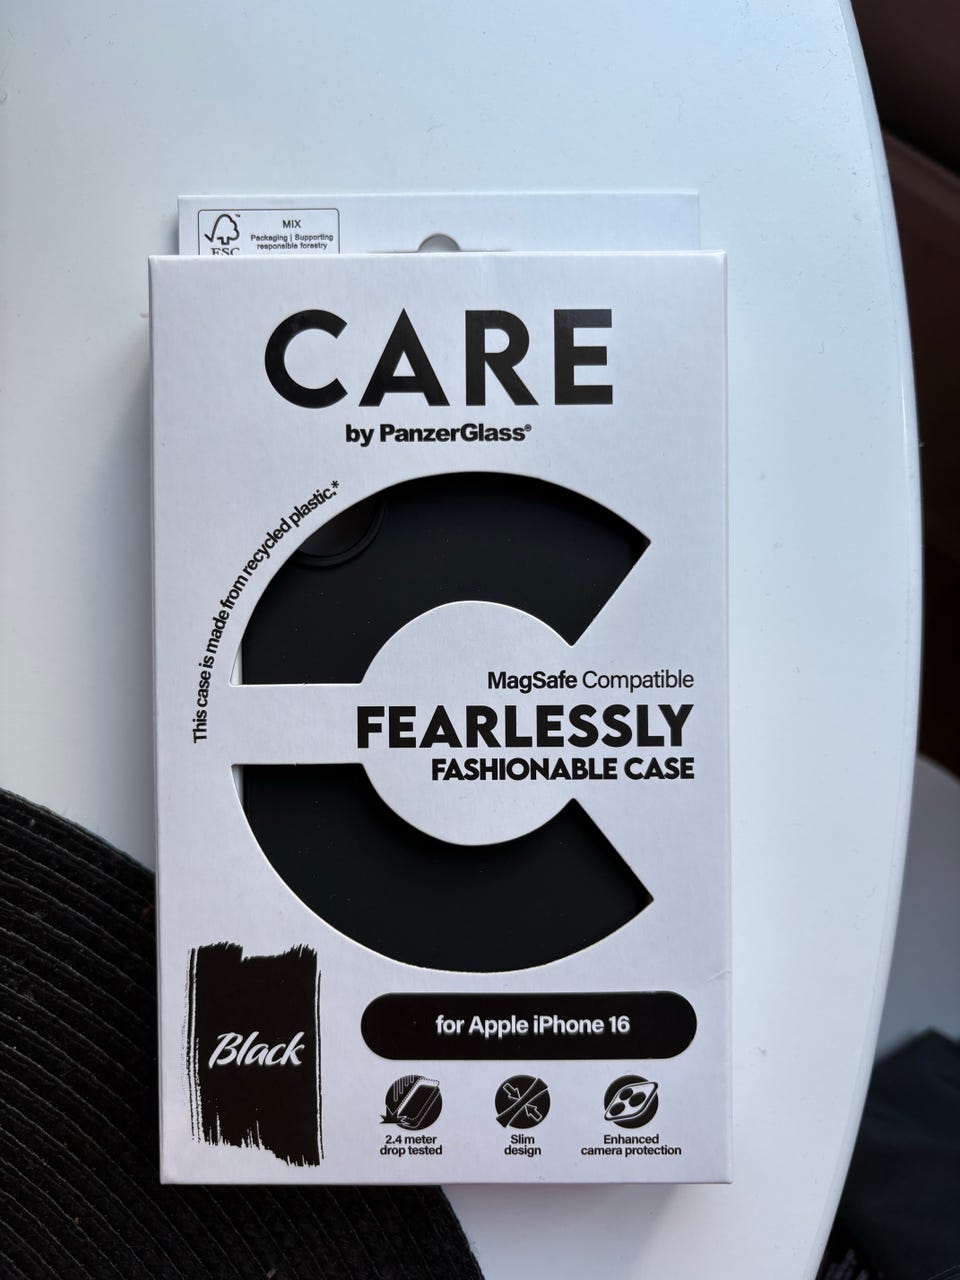 MIX
Packaging | Supporting
responsible forestry
FSC™
CARE
by PanzerGlass®
This case is made from recycled plastic.*
MagSafe Compatible
FEARLESSLY
FASHIONABLE CASE
Black
for Apple iPhone 16
2.4 meter
drop tested
Slim
design
Enhanced
camera protection